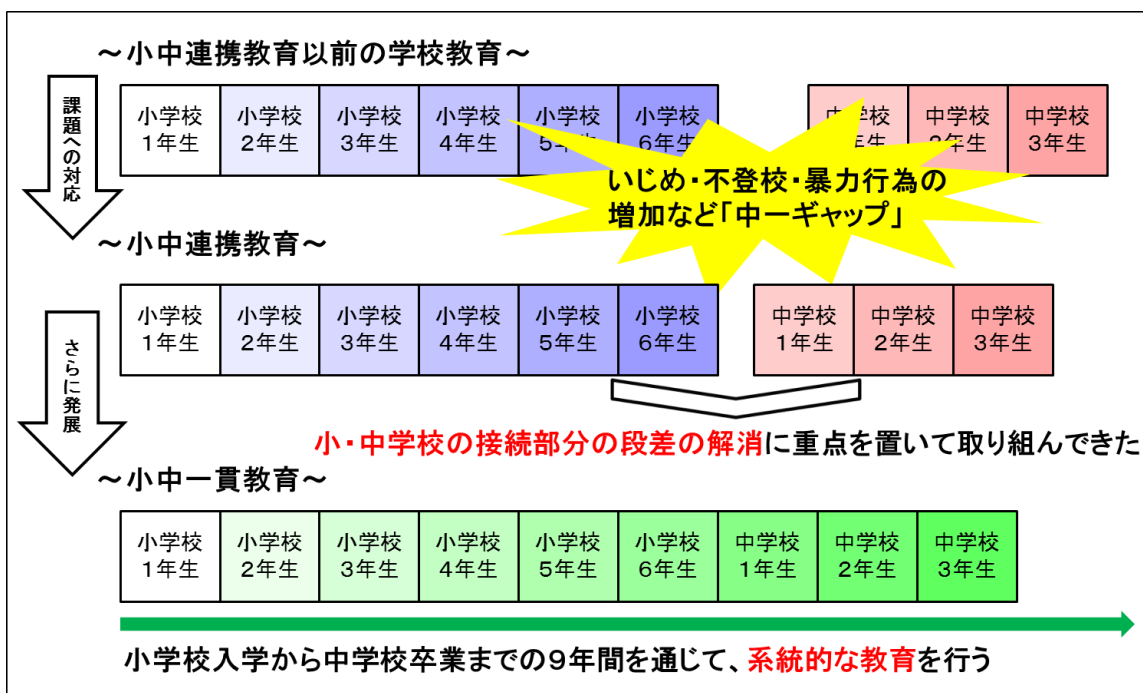 ～小中連携教育以前の学校教育～
課題への対応
小学校
1年生
小学校
2年生
小学校
3年生
小学校
4年生
小学校
5年生
小学校
6年生
中学校
中学校
中学校
3年生
いじめ・不登校・暴力行為の
増加など「中一ギャップ」
～小中連携教育～
さらに発展
小学校
1年生
小学校
2年生
小学校
3年生
小学校
4年生
小学校
5年生
小学校
6年生
中学校
1年生
中学校
2年生
中学校
3年生
小・中学校の接続部分の段差の解消に重点を置いて取り組んできた
～小中一貫教育～
小学校
1年生
小学校
2年生
小学校
3年生
小学校
4年生
小学校
5年生
小学校
6年生
中学校
1年生
中学校
2年生
中学校
3年生
小学校入学から中学校卒業までの9年間を通じて、系統的な教育を行う